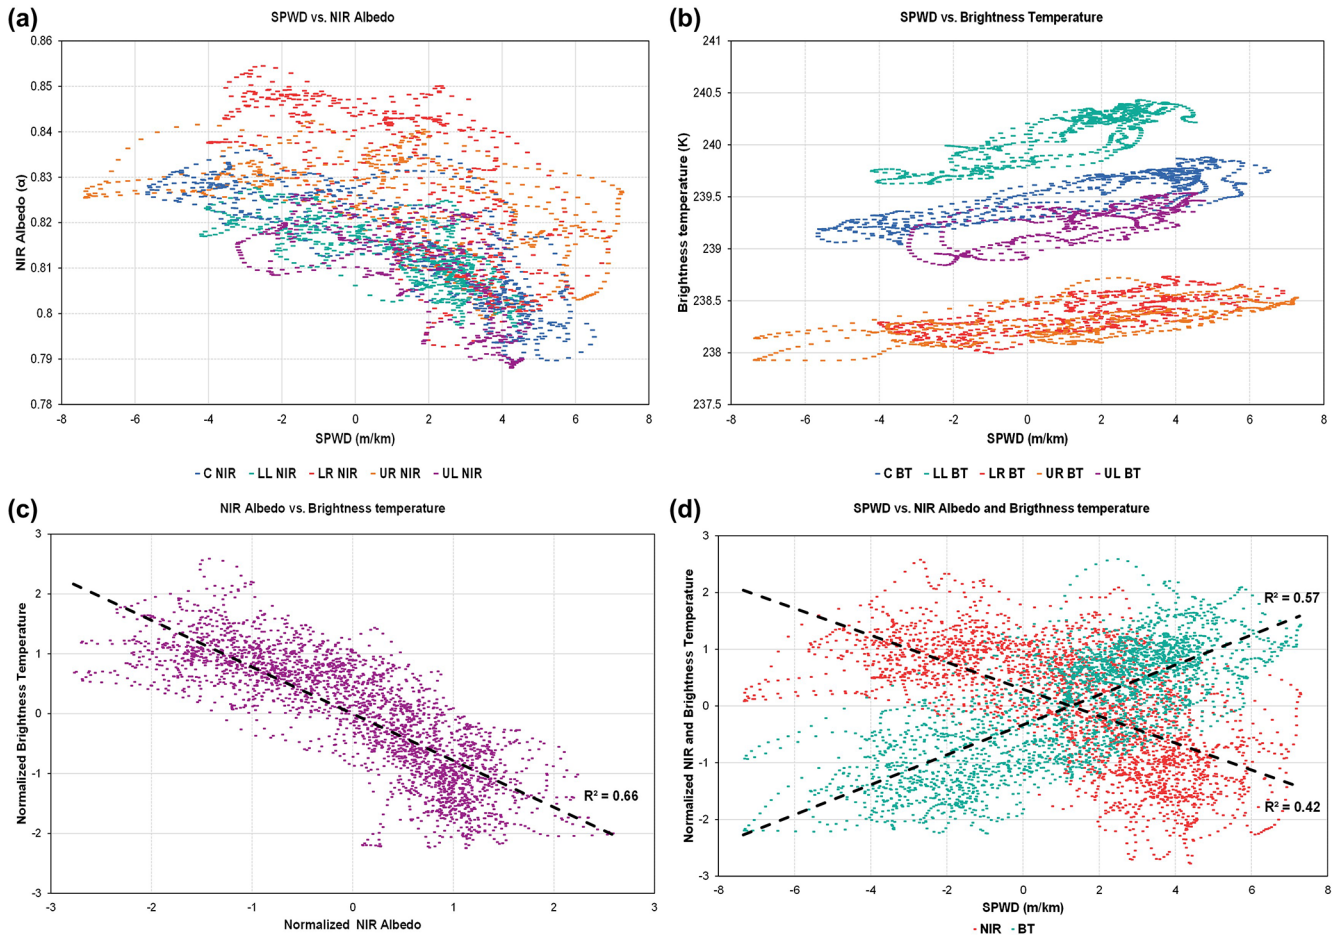 (a)
SPWD vs. NIR Albedo
0.86
0.85
0.84
0.83
0.82
0.81
0.8
0.79
0.78
NIR Albedo (α)
-8 -6 -4 -2 0 2 4 6 8
SPWD (m/km)
C NIR LL NIR LR NIR UR NIR UL NIR
(b)
SPWD vs. Brightness Temperature
241
240.5
240
239.5
239
238.5
238
237.5
Brightness temperature (K)
-8 -6 -4 -2 0 2 4 6 8
SPWD (m/km)
C BT LL BT LR BT UR BT UL BT
(c)
NIR Albedo vs. Brightness temperature
3
2
1
0
-1
-2
-3
Normalized Brightness Temperature
R² = 0.66
-3 -2 -1 0 1 2 3
Normalized NIR Albedo
(d)
SPWD vs. NIR Albedo and Brigthness temperature
3
2
1
0
-1
-2
-3
Normalized NIR and Brightness Temperature
R² = 0.57
R² = 0.42
-8 -6 -4 -2 0 2 4 6 8
SPWD (m/km)
NIR BT